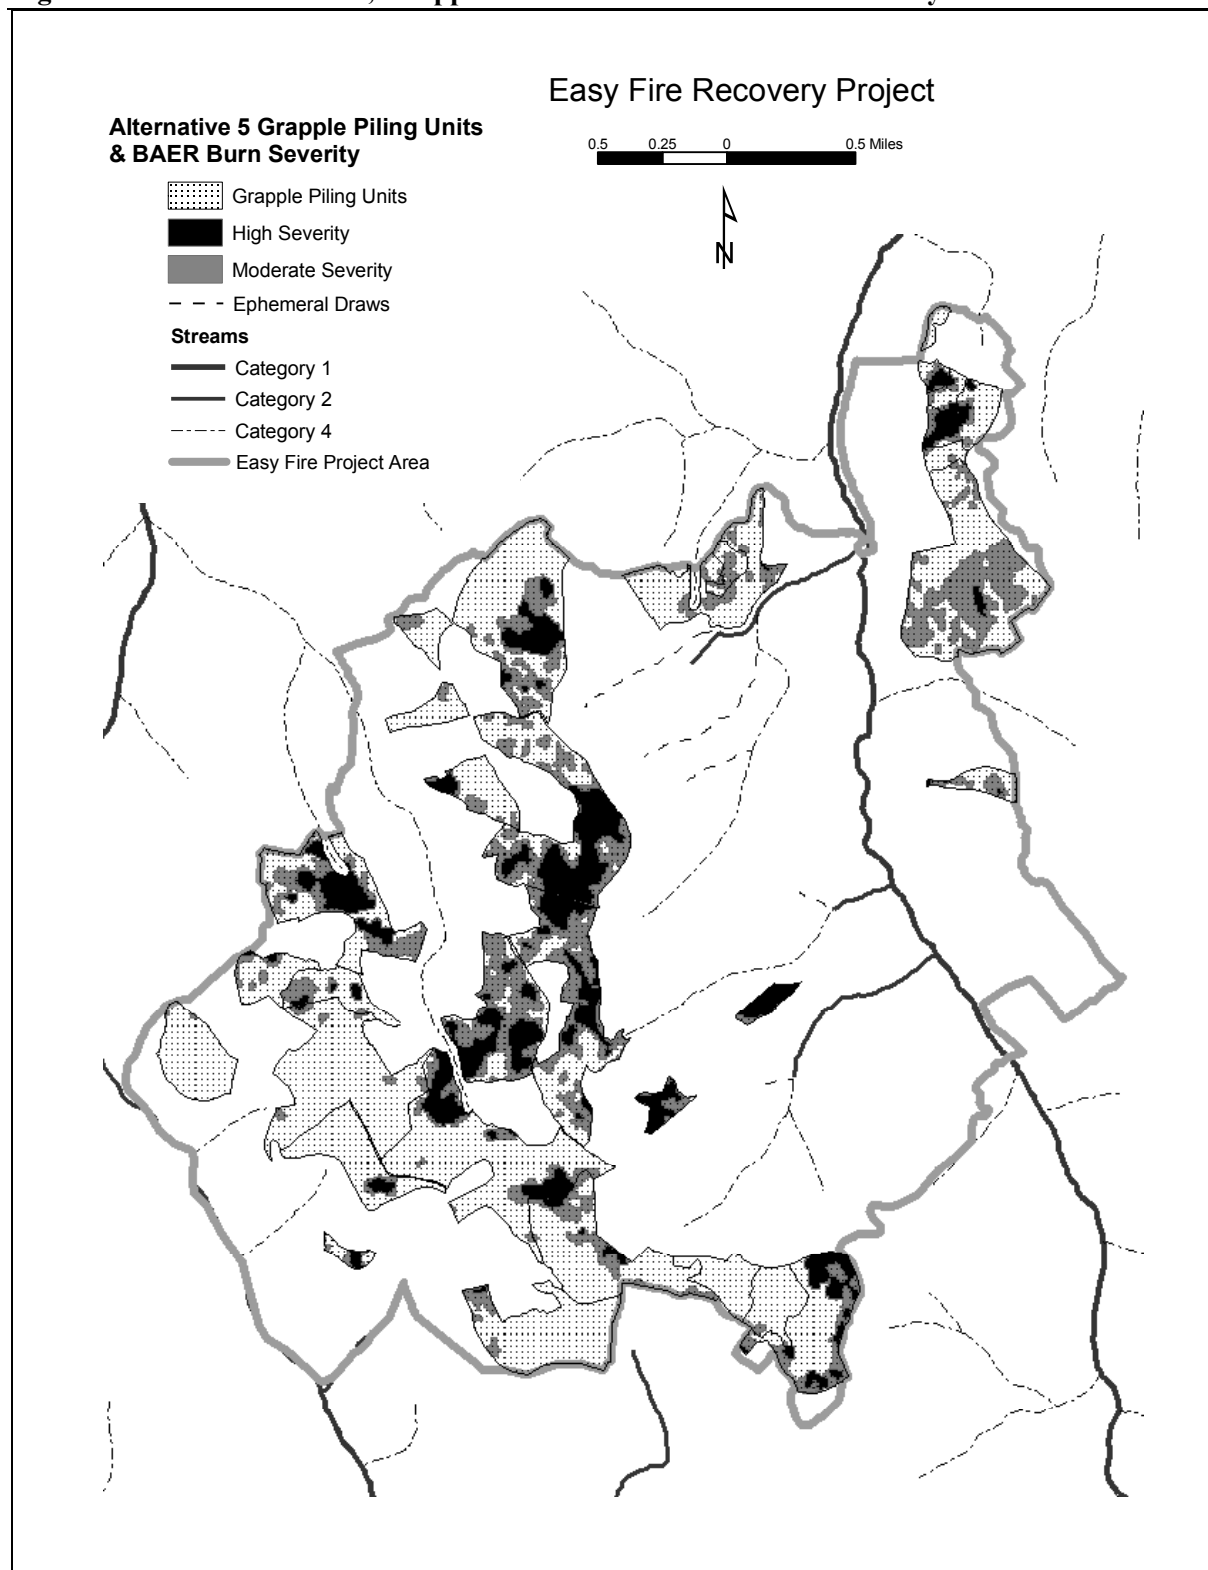 Easy Fire Recovery Project
Alternative 5 Grapple Piling Units
& BAER Burn Severity
0.5 0.25 0 0.5 Miles
Grapple Piling Units
High Severity
Moderate Severity
Ephemeral Draws
N
Streams
Category 1
Category 2
Category 4
Easy Fire Project Area